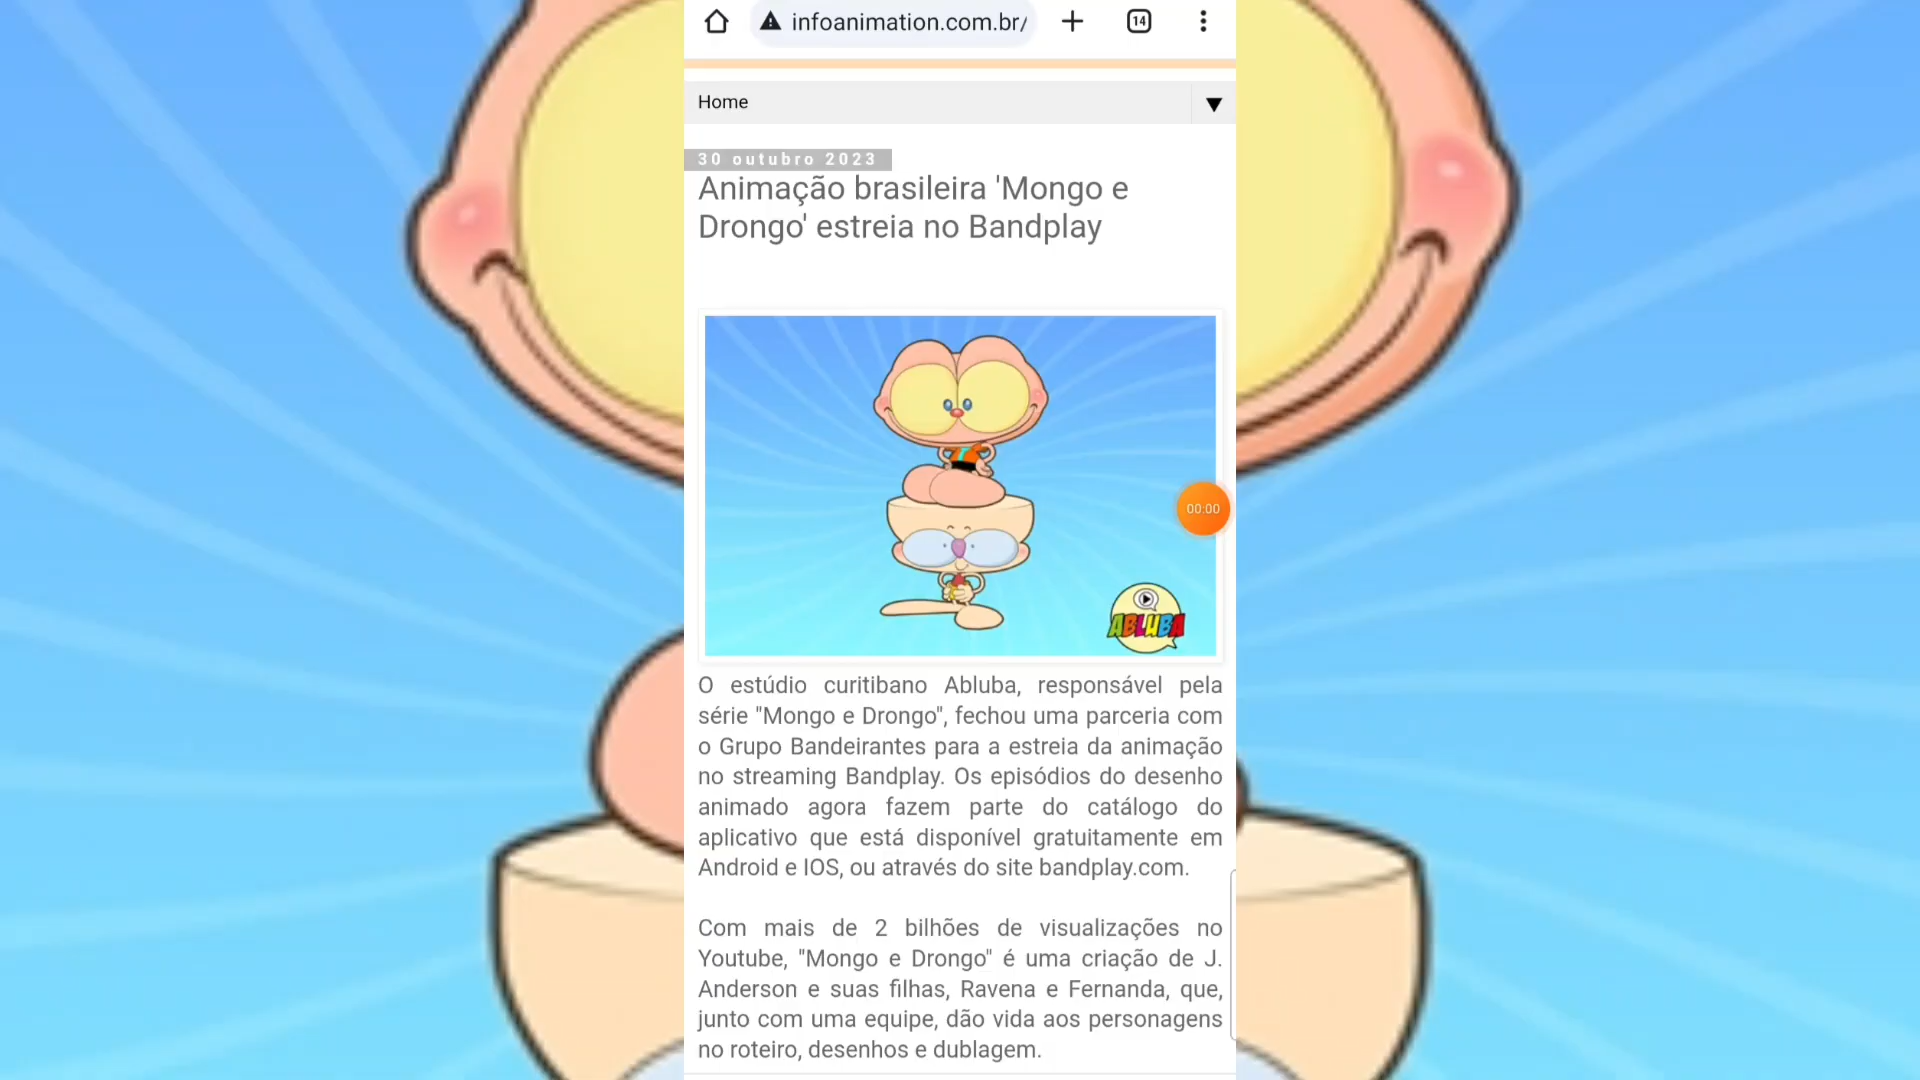 infoanimation.com.br/
14
Home
30 outubro 2023
Animação brasileira 'Mongo e
Drongo' estreia no Bandplay
00:00
ABLUBA
O estúdio curitibano Abluba, responsável pela
série "Mongo e Drongo", fechou uma parceria com
o Grupo Bandeirantes para a estreia da animação
no streaming Bandplay. Os episódios do desenho
animado agora fazem parte do catálogo do
aplicativo que está disponível gratuitamente em
Android e IOS, ou através do site bandplay.com.
Com mais de 2 bilhões de visualizações no
Youtube, "Mongo e Drongo" é uma criação de J.
Anderson e suas filhas, Ravena e Fernanda, que,
junto com uma equipe, dão vida aos personagens
no roteiro, desenhos e dublagem.